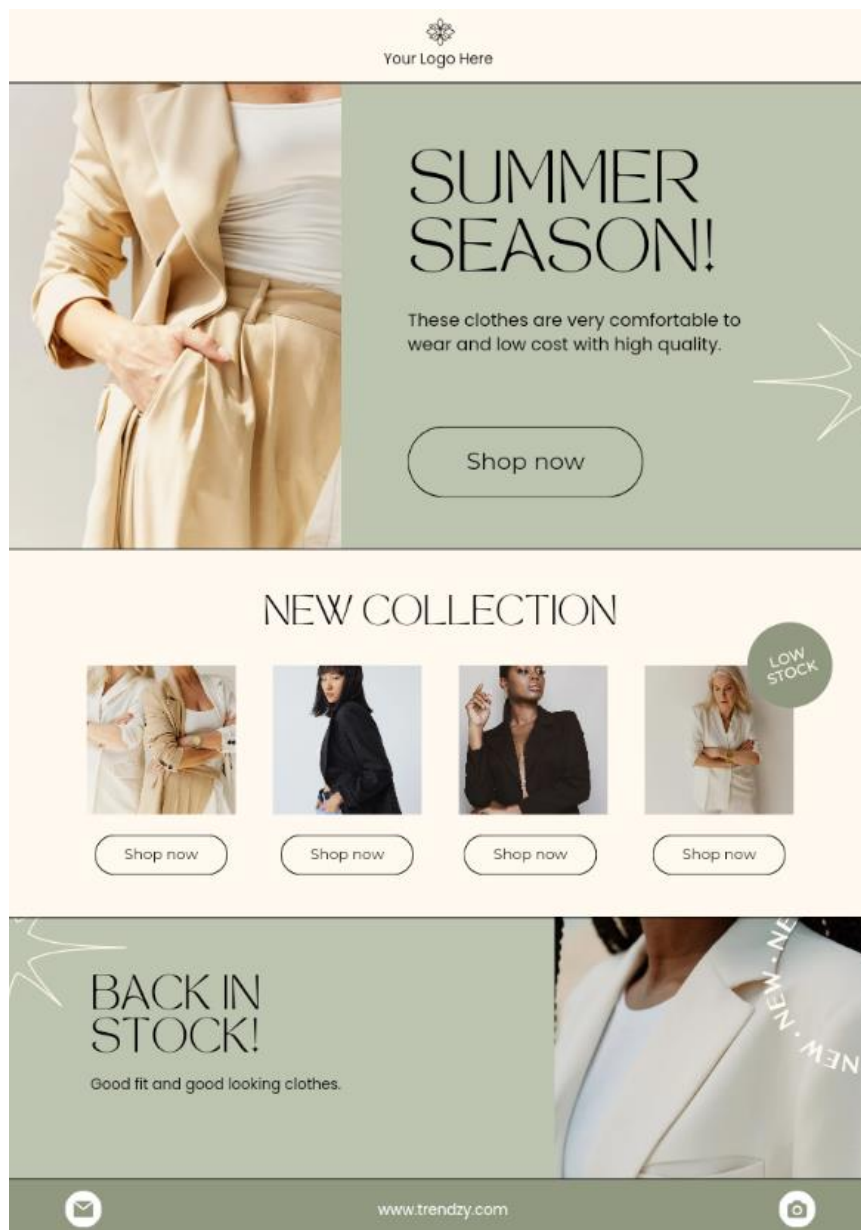 Your Logo Here
SUMMER
SEASON!
These clothes are very comfortable to
wear and low cost with high quality.
Shop now
NEW COLLECTION
LOW
STOCK
Shop now
Shop now
Shop now
Shop now
BACK IN
STOCK!
Good fit and good looking clothes.
NEW · NEW · NEW
www.trendzy.com